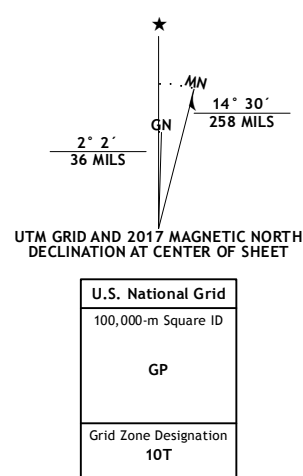 ★
MN
14° 30´
258 MILS
GN
2° 2´
36 MILS
UTM GRID AND 2017 MAGNETIC NORTH
DECLINATION AT CENTER OF SHEET
U.S. National Grid
100,000-m Square ID
GP
Grid Zone Designation
10T